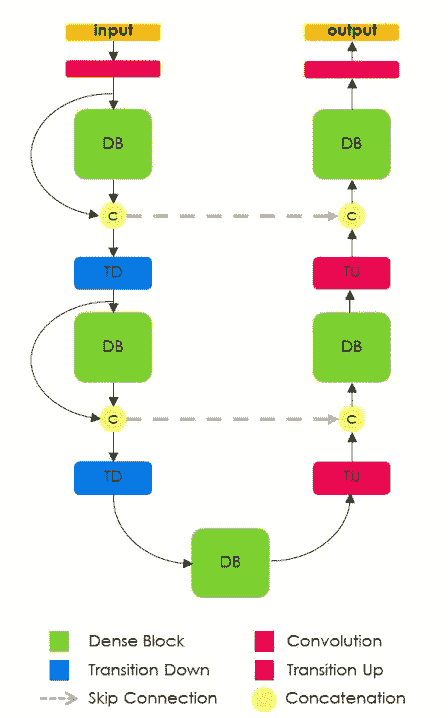 input output
DB DB
C C
TD TU
DB DB
C C
TD TU
DB
Dense Block Convolution
Transition Down Transition Up
Skip Connection Concatenation